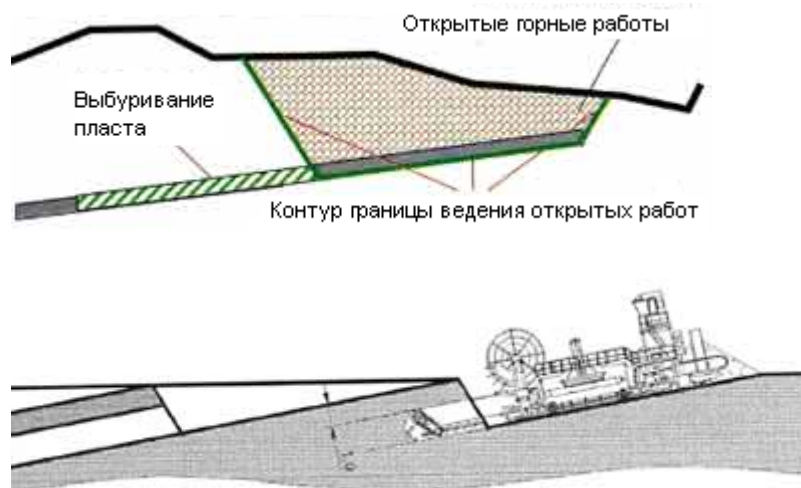 Открытые горные работы
Выбуривание
пласта
Контур границы ведения открытых работ